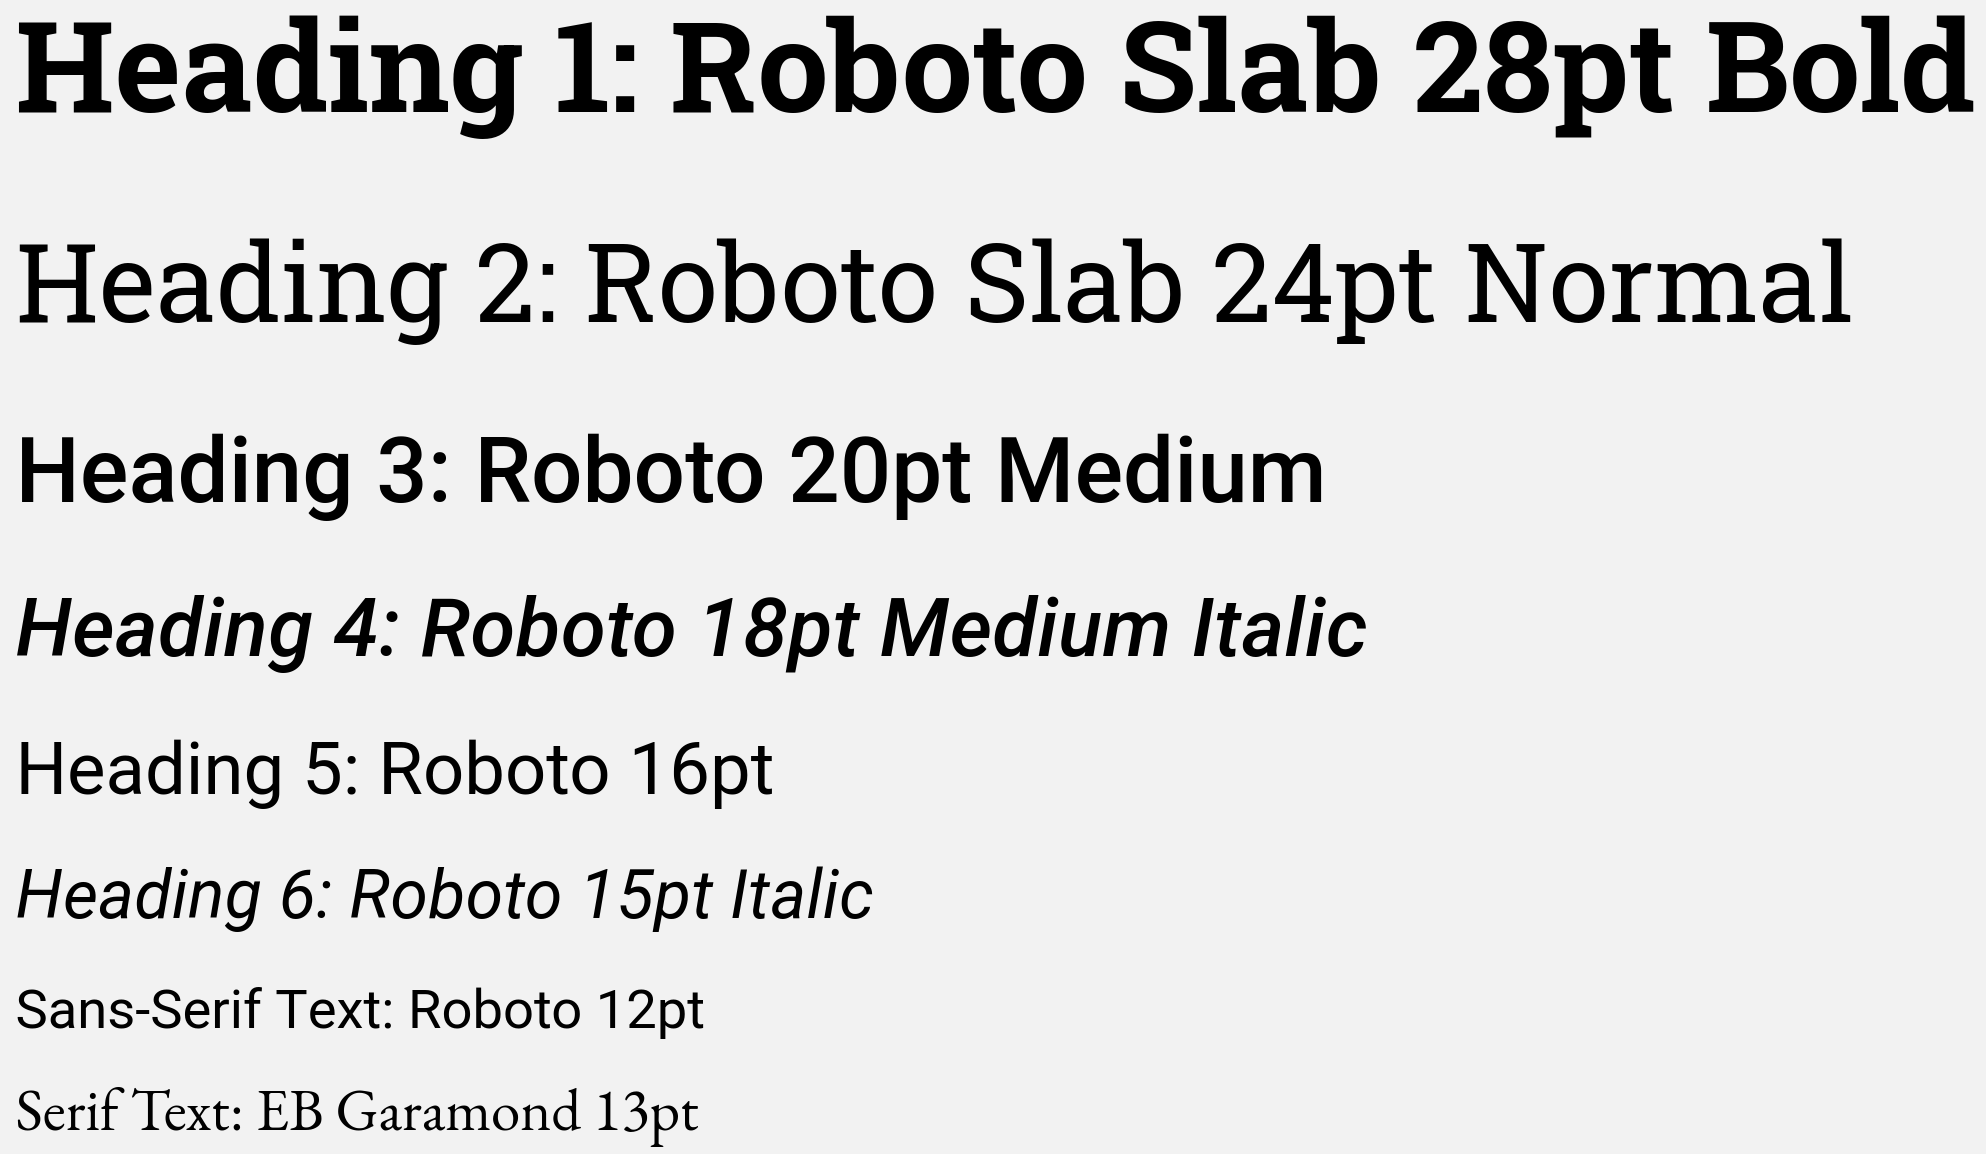 Heading 1: Roboto Slab 28pt Bold
Heading 2: Roboto Slab 24pt Normal
Heading 3: Roboto 20pt Medium
Heading 4: Roboto 18pt Medium Italic
Heading 5: Roboto 16pt
Heading 6: Roboto 15pt Italic
Sans-Serif Text: Roboto 12pt
Serif Text: EB Garamond 13pt